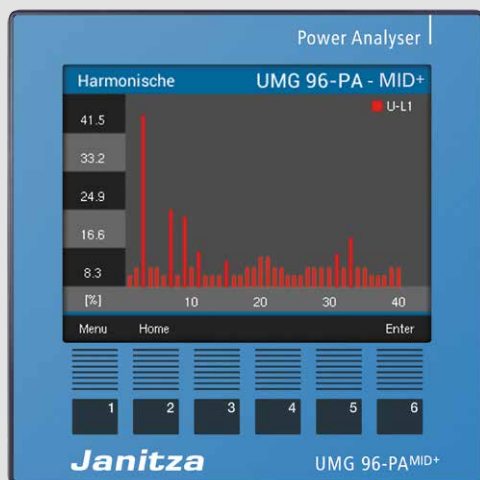 Power Analyser
Harmonische UMG 96-PA - MID+
U-L1
41.5
33.2
24.9
16.6
8.3
[%] 10 20 30 40
Menu Home Enter
1 2 3 4 5 6
Janitza UMG 96-PAMID+